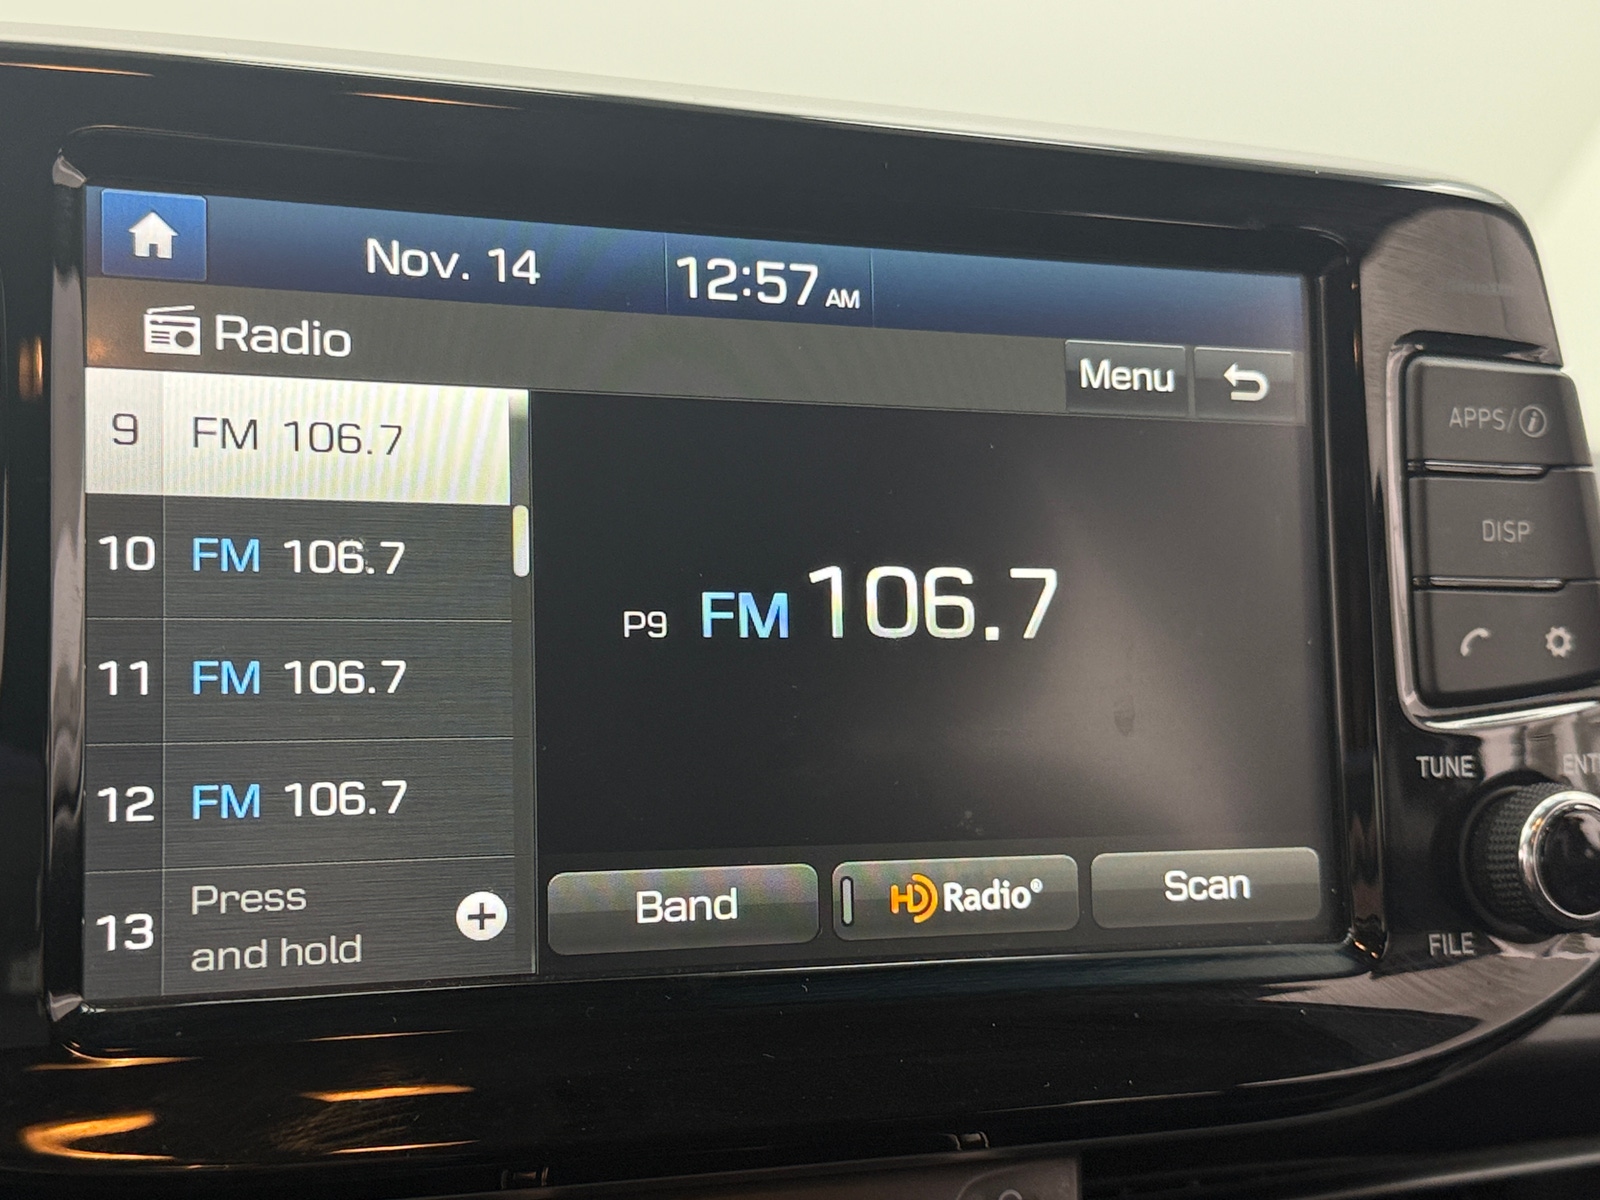 Nov. 14
12:57 AM
Radio
Menu
9 FM 106.7
10 FM 106.7
11 FM 106.7
12 FM 106.7
13 Press
and hold
P9 FM 106.7
Band
HD Radio®
Scan
APPS/i
DISP
TUNE
FILE